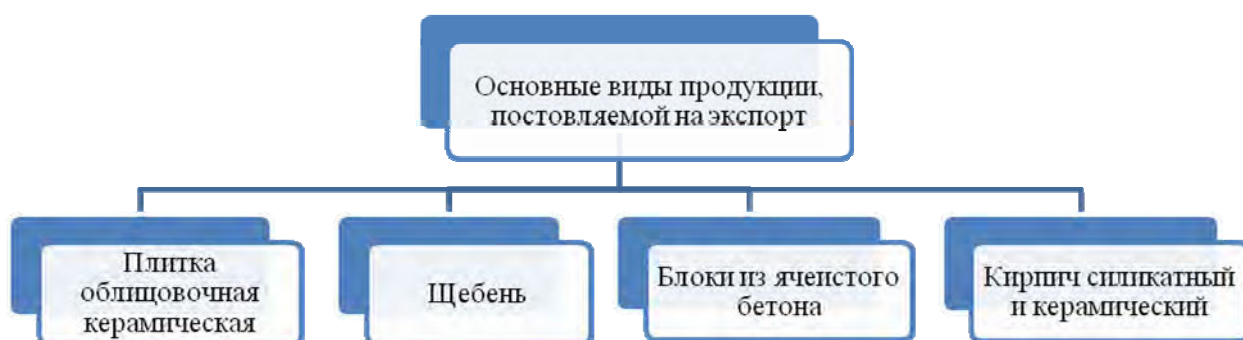 Основные виды продукции,
постовляемой на экспорт
Плитка
облицовочная
керамическая
Щебень
Блоки из ячеистого
бетона
Кирпич силикатный
и керамический